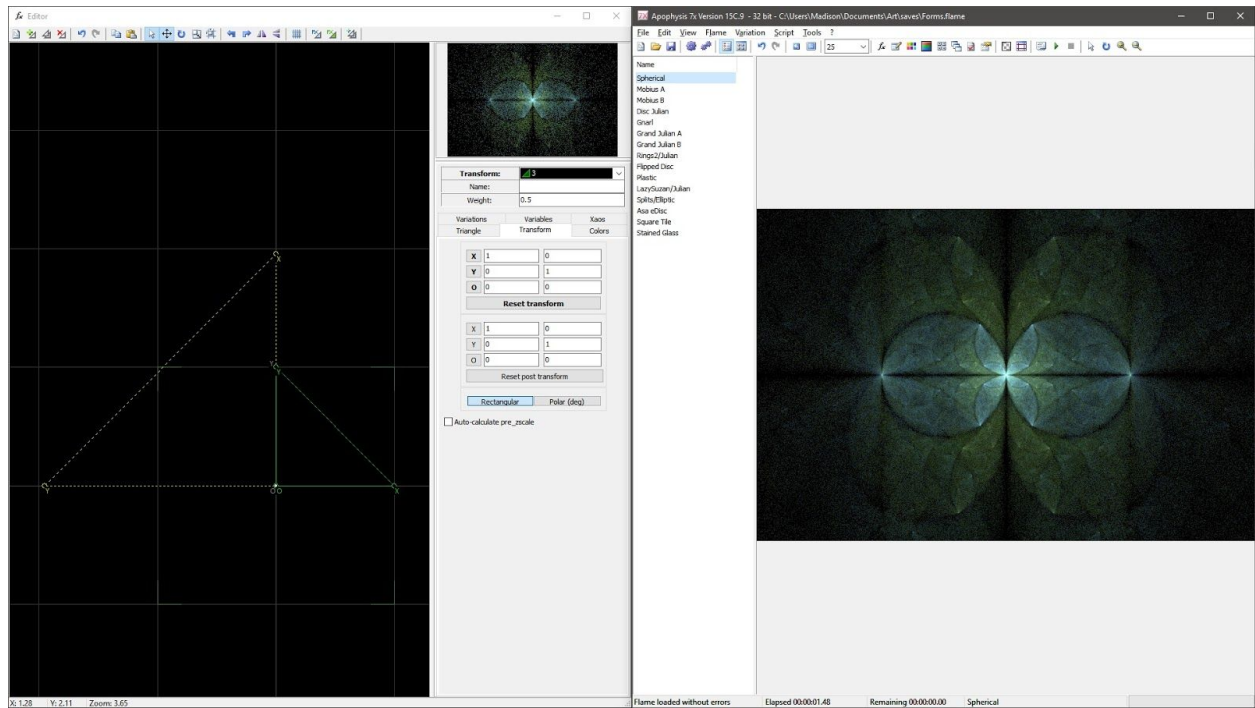 Editor
X
Y
Y
Y
O O
X
Y
X: 1.28 Y: 2.11 Zoom: 3.65
Transform: 3
Name:
Weight: 0.5
Variations Variables Xaos
Triangle Transform Colors
X 1 0
Y 0 1
O 0 0
Reset transform
X 1 0
Y 0 1
O 0 0
Reset post transform
Rectangular Polar (deg)
Auto-calculate pre_zscale
Apophysis 7x Version 15C.9 - 32 bit - C:\Users\Madison\Documents\Art\saves\Forms.flame
File Edit View Flame Variation Script Tools ?
25
Name
Spherical
Mobius A
Mobius B
Disc Julian
Gnarl
Grand Julian A
Grand Julian B
Rings2/Julian
Flipped Disc
Plastic
LazySuzan/Julian
Splits/Elliptic
Asa eDisc
Square Tile
Stained Glass
Flame loaded without errors Elapsed 00:00:01.48 Remaining 00:00:00.00 Spherical